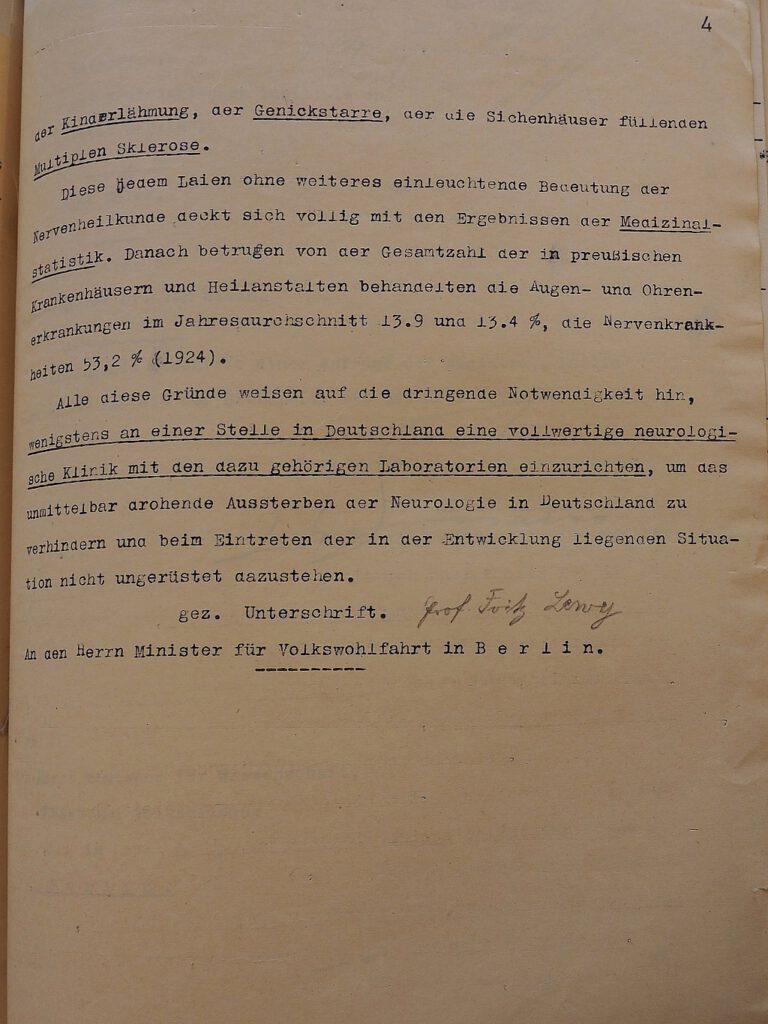 4
der Kinderlähmung, der Genickstarre, der die Sichenhäuser füllenden
Multiplen Sklerose.
Diese jedem Laien ohne weiteres einleuchtende Bedeutung der
Nervenheilkunde deckt sich völlig mit den Ergebnissen der Medizinal-
statistik. Danach betrugen von der Gesamtzahl der in preußischen
Krankenhäusern und Heilanstalten behandelten die Augen- und Ohren-
erkrankungen im Jahresdurchschnitt 13.9 und 13.4 %, die Nervenkrank-
heiten 53,2 % (1924).
Alle diese Gründe weisen auf die dringende Notwendigkeit hin,
wenigstens an einer Stelle in Deutschland eine vollwertige neurologi-
sche Klinik mit den dazu gehörigen Laboratorien einzurichten, um das
unmittelbar drohende Aussterben der Neurologie in Deutschland zu
verhindern und beim Eintreten der in der Entwicklung liegenden Situa-
tion nicht ungerüstet dazustehen.
gez. Unterschrift. Prof Fritz Lewy
An den Herrn Minister für Volkswohlfahrt in B e r l i n.